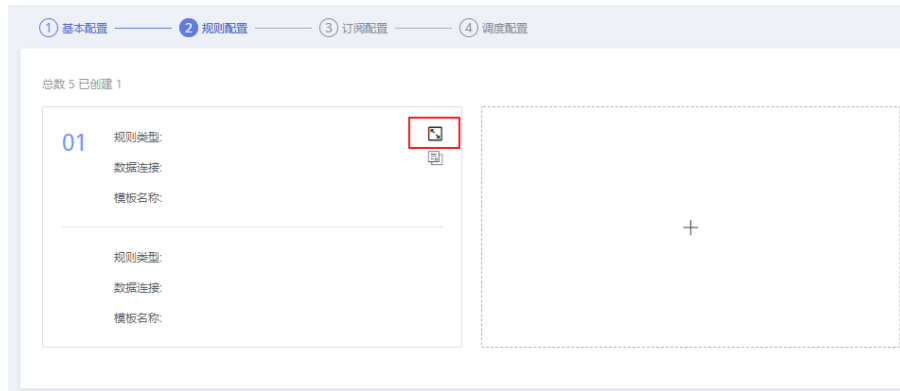 1 基本配置 2 规则配置 3 订阅配置 4 调度配置
总数 5 已创建 1
01
规则类型:
数据连接:
模板名称:
规则类型:
数据连接:
模板名称: